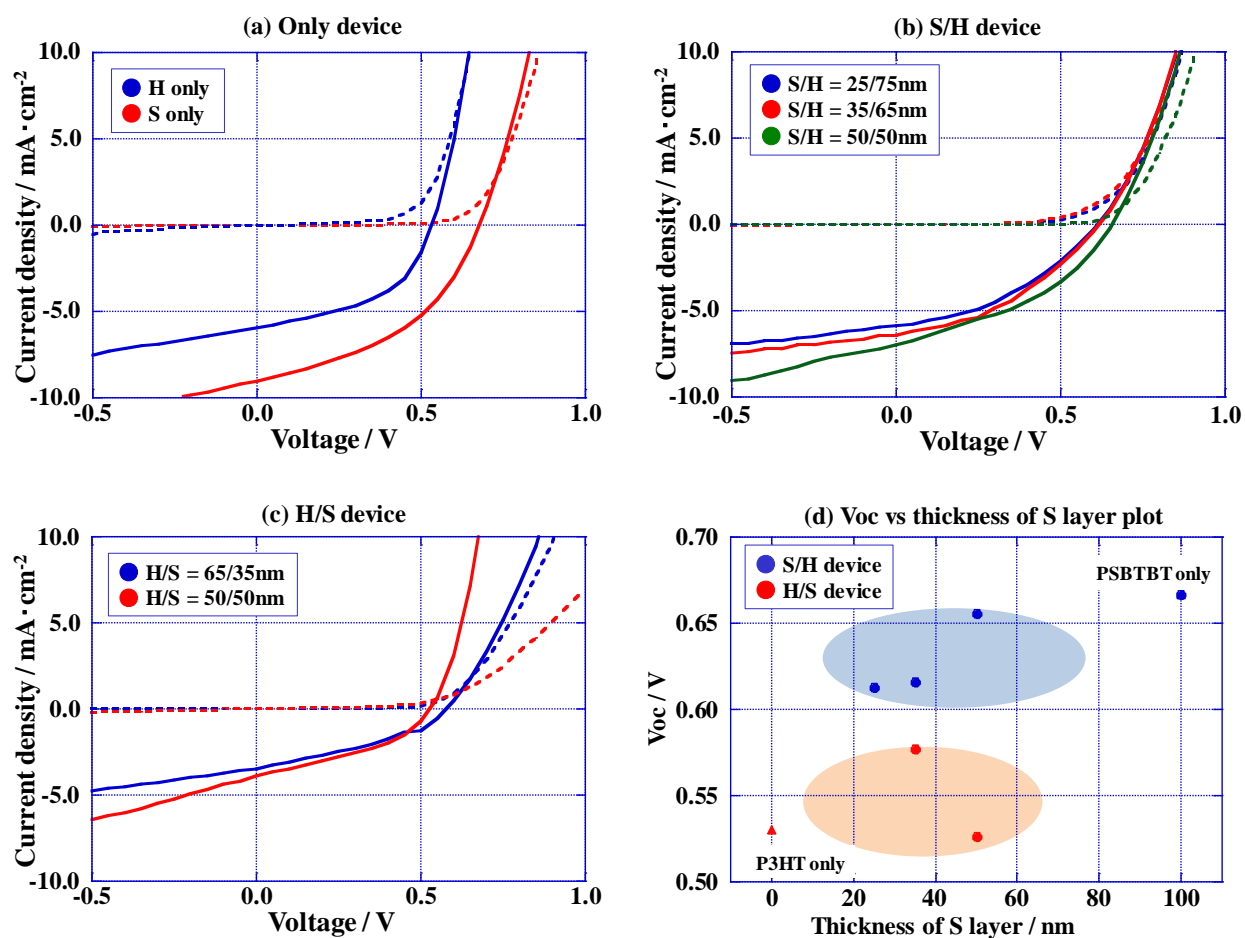 (a) Only device
10.0
5.0
0.0
-5.0
-10.0
-0.5
0.0
0.5
1.0
Current density / mA・cm-2
Voltage / V
H only
S only
(b) S/H device
10.0
5.0
0.0
-5.0
-10.0
-0.5
0.0
0.5
1.0
Current density / mA・cm-2
Voltage / V
S/H = 25/75nm
S/H = 35/65nm
S/H = 50/50nm
(c) H/S device
10.0
5.0
0.0
-5.0
-10.0
-0.5
0.0
0.5
1.0
Current density / mA・cm-2
Voltage / V
H/S = 65/35nm
H/S = 50/50nm
(d) Voc vs thickness of S layer plot
0.70
0.65
0.60
0.55
0.50
0
20
40
60
80
100
Voc / V
Thickness of S layer / nm
S/H device
H/S device
PSBTBT only
P3HT only